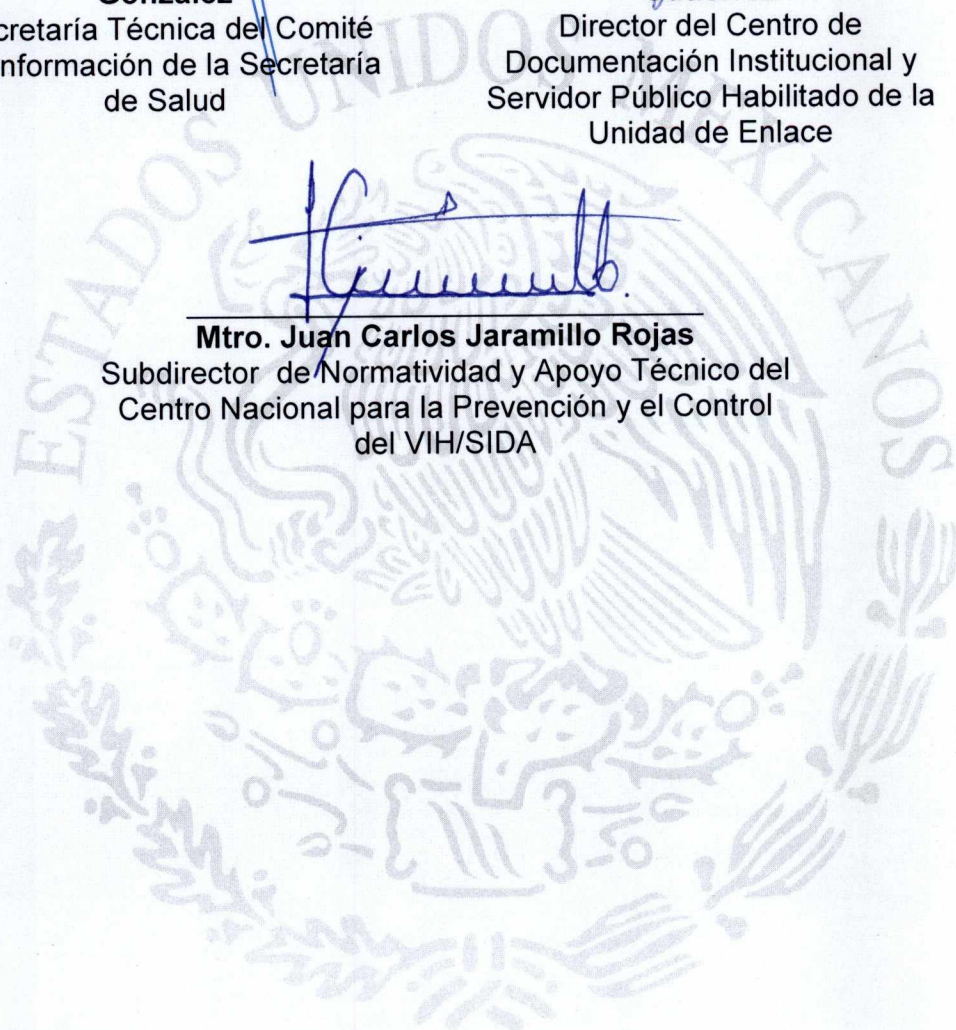 González
cretaría Técnica del Comité
nformación de la Secretaría
de Salud
Director del Centro de
Documentación Institucional y
Servidor Público Habilitado de la
Unidad de Enlace
Mtro. Juan Carlos Jaramillo Rojas
Subdirector de Normatividad y Apoyo Técnico del
Centro Nacional para la Prevención y el Control
del VIH/SIDA
ESTADOS UNIDOS MEXICANOS